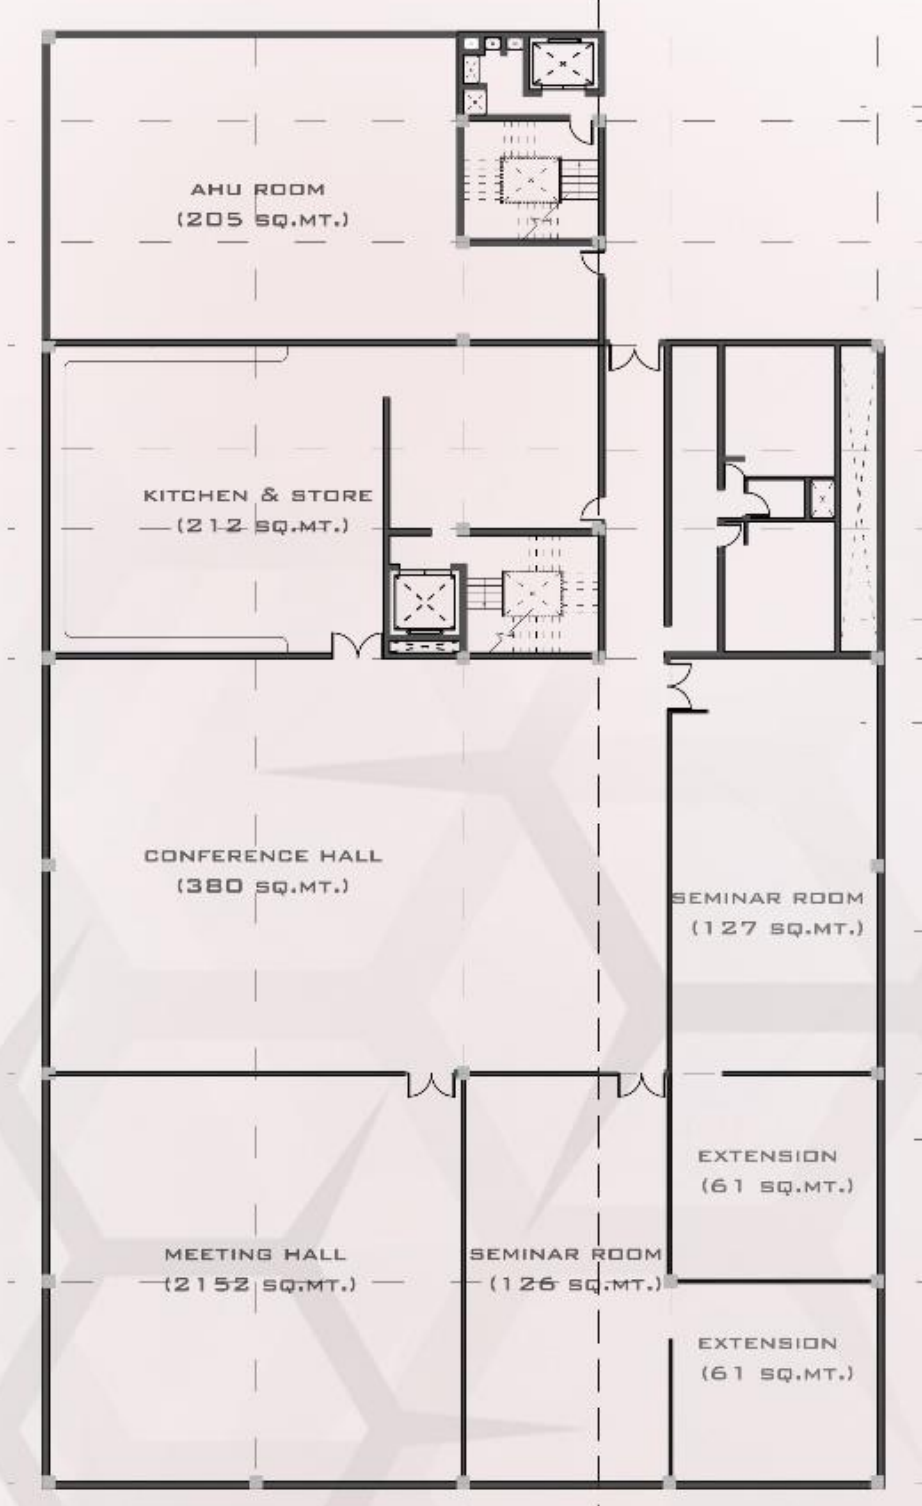 AHU ROOM
(205 SQ.MT.)
KITCHEN & STORE
(212 SQ.MT.)
CONFERENCE HALL
(380 SQ.MT.)
SEMINAR ROOM
(127 SQ.MT.)
EXTENSION
(61 SQ.MT.)
MEETING HALL
(2152 SQ.MT.)
SEMINAR ROOM
(126 SQ.MT.)
EXTENSION
(61 SQ.MT.)